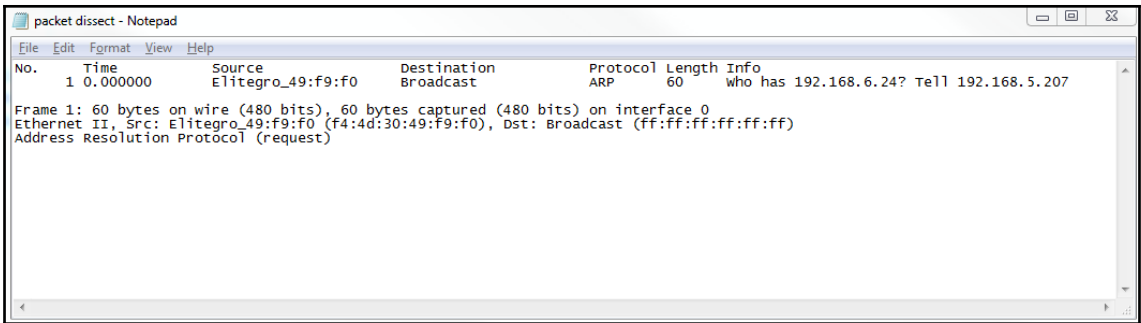 packet dissect - Notepad
File Edit Format View Help
No. Time Source Destination Protocol Length Info
1 0.000000 Elitegro_49:f9:f0 Broadcast ARP 60 Who has 192.168.6.24? Tell 192.168.5.207
Frame 1: 60 bytes on wire (480 bits), 60 bytes captured (480 bits) on interface 0
Ethernet II, Src: Elitegro_49:f9:f0 (f4:4d:30:49:f9:f0), Dst: Broadcast (ff:ff:ff:ff:ff:ff)
Address Resolution Protocol (request)